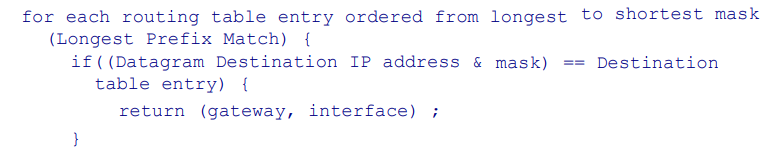 for each routing table entry ordered from longest to shortest mask
(Longest Prefix Match) {
if((Datagram Destination IP address & mask) == Destination
table entry) {
return (gateway, interface) ;
}